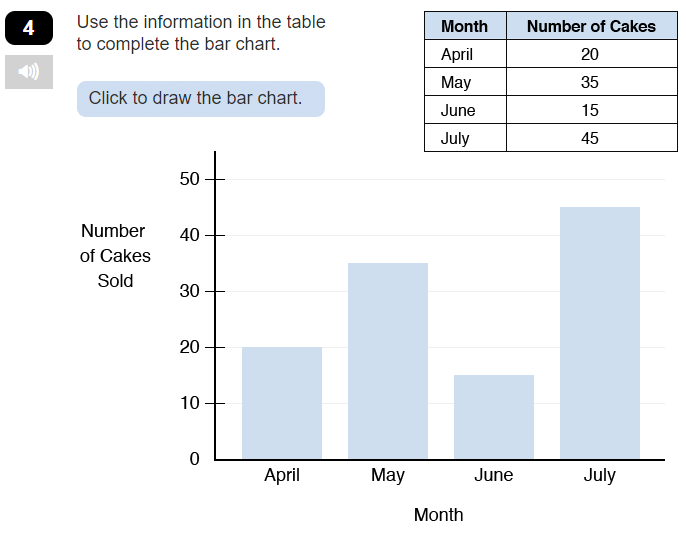 4
Use the information in the table
to complete the bar chart.
Click to draw the bar chart.
Month Number of Cakes
April 20
May 35
June 15
July 45
Number
of Cakes
Sold
50
40
30
20
10
0
April May June July
Month